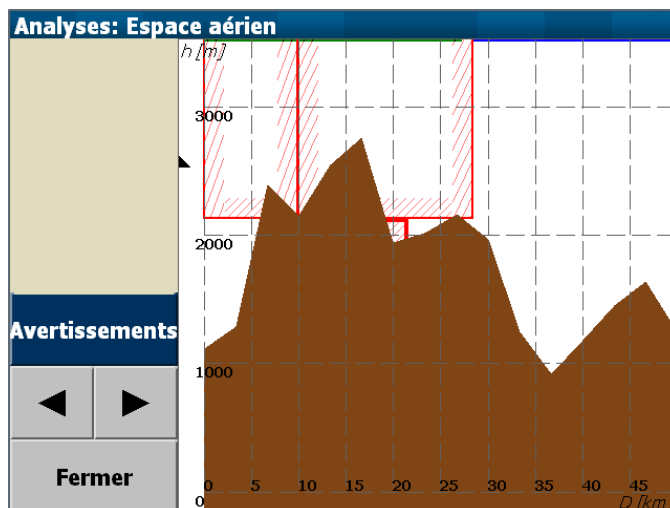 Analyses: Espace aérien
h [m]
3000
2000
Avertissements
1000
Fermer
0 5 10 15 20 25 30 35 40 45
0
D [km